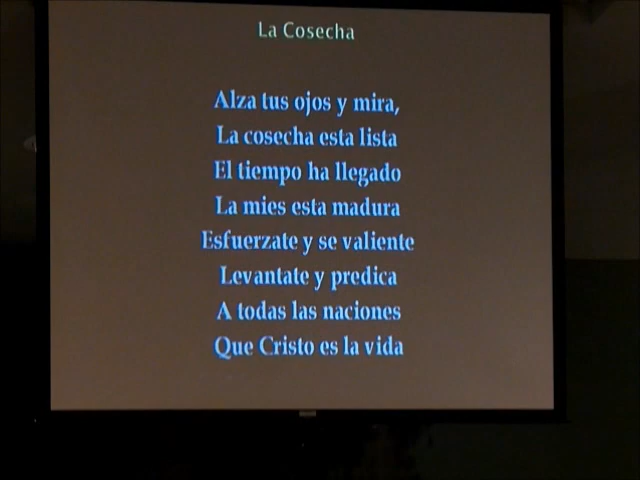 La Cosecha
Alza tus ojos y mira,
La cosecha esta lista
El tiempo ha llegado
La mies esta madura
Esfuerzate y se valiente
Levantate y predica
A todas las naciones
Que Cristo es la vida